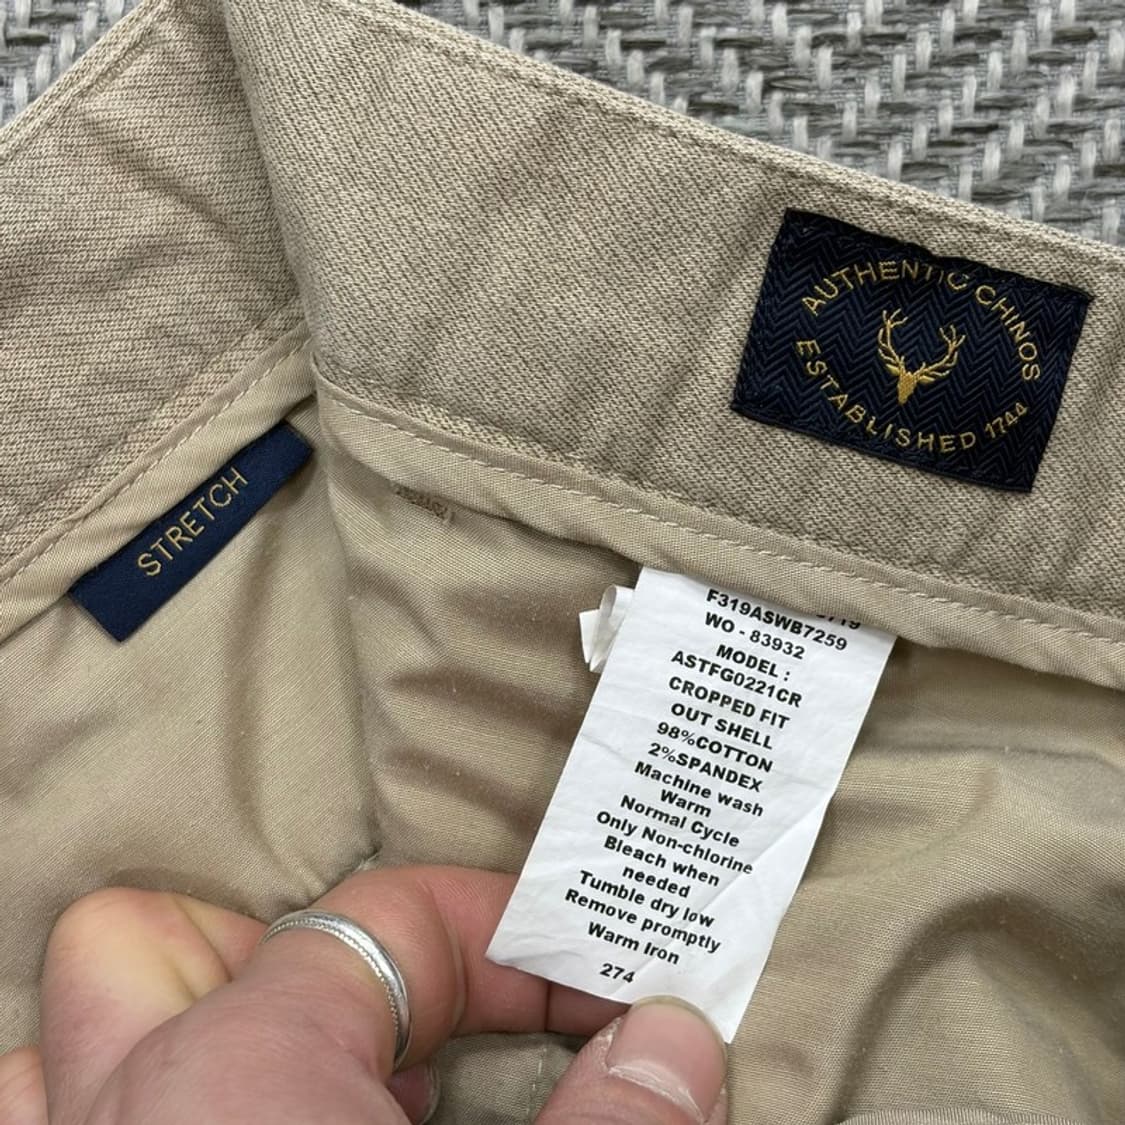 AUTHENTIC CHINOS
ESTABLISHED 1744
STRETCH
F319ASWB7259
WO - 83932
MODEL :
ASTFG0221CR
CROPPED FIT
OUT SHELL
98%COTTON
2%SPANDEX
Machine wash
Warm
Normal Cycle
Only Non-chlorine
Bleach when
needed
Tumble dry low
Remove promptly
Warm Iron
274